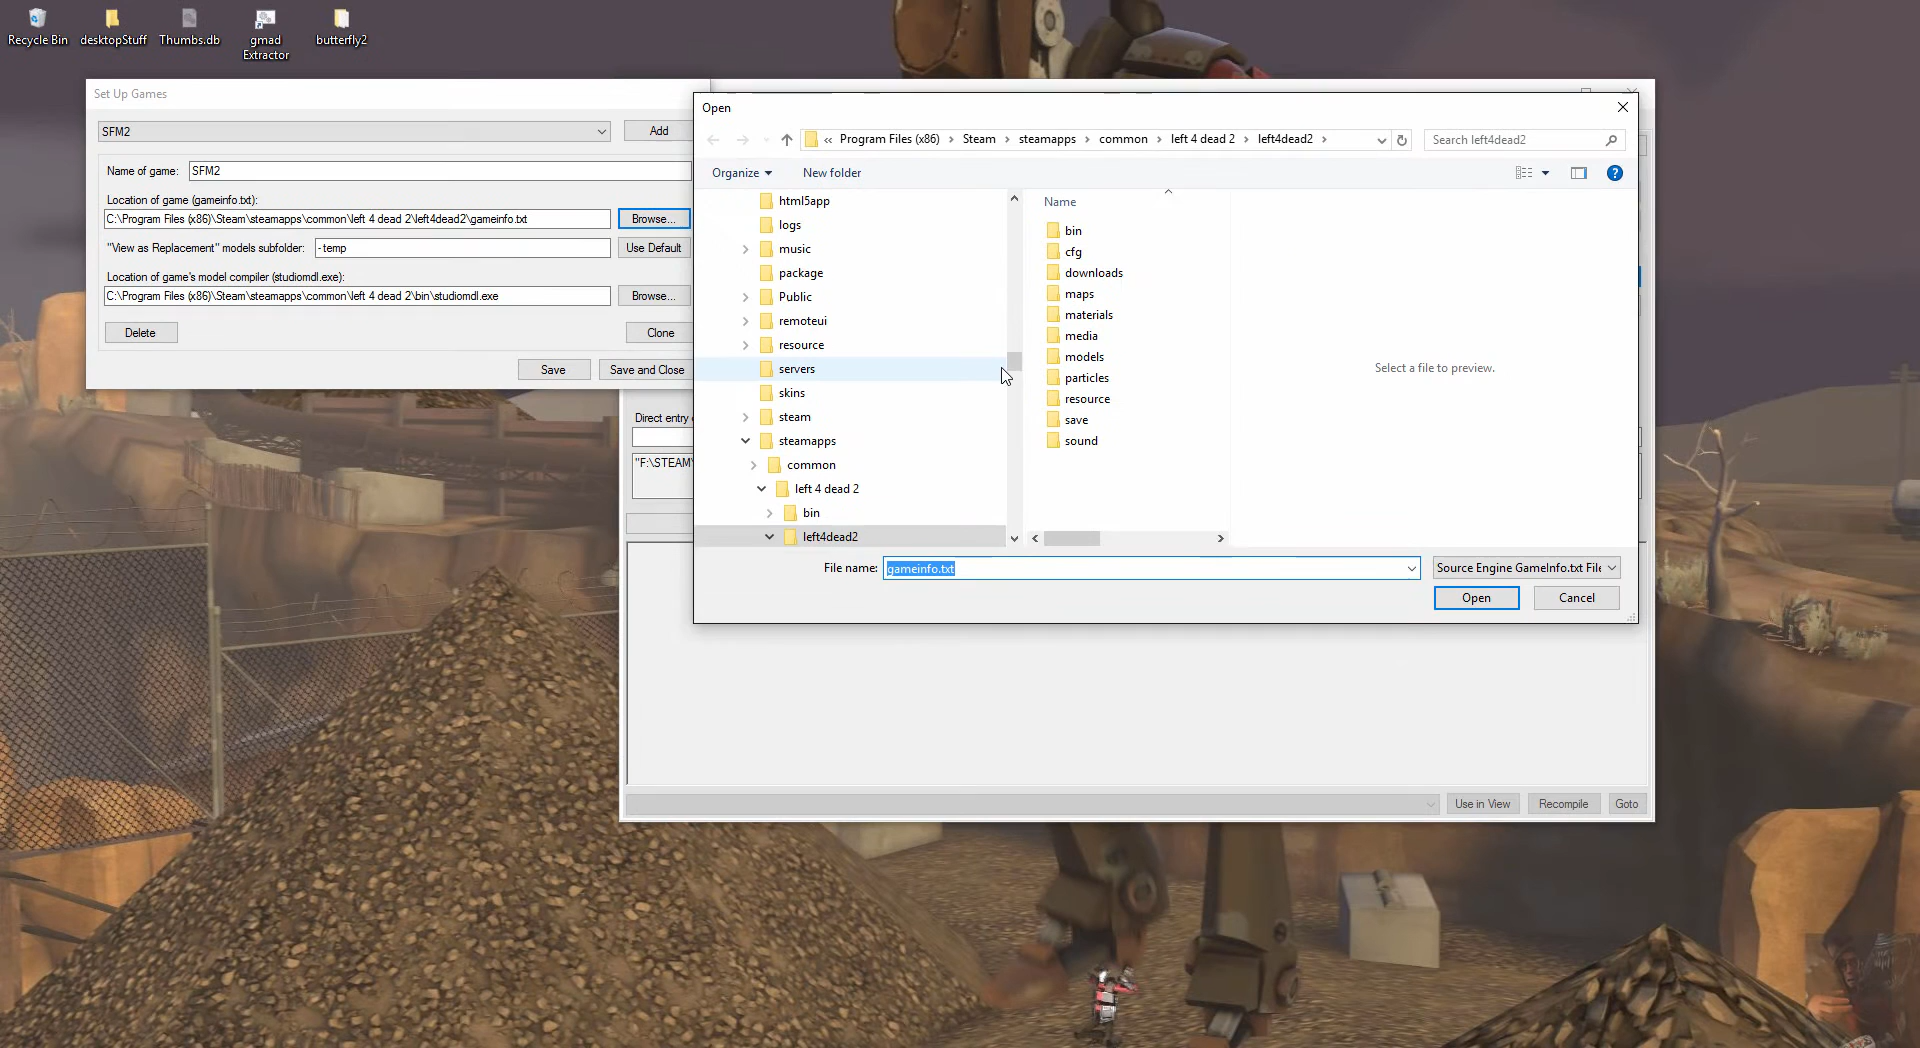 Recycle Bin
desktopStuff
Thumbs.db
gmad
Extractor
butterfly2
Set Up Games
SFM2
Add
Name of game:
SFM2
Location of game (gameinfo.txt):
C:\Program Files (x86)\Steam\steamapps\common\left 4 dead 2\left4dead2\gameinfo.txt
Browse...
"View as Replacement" models subfolder:
-temp
Use Default
Location of game's model compiler (studiomdl.exe):
C:\Program Files (x86)\Steam\steamapps\common\left 4 dead 2\bin\studiomdl.exe
Browse...
Delete
Clone
Save
Save and Close
Direct entry
"F:\STEAM\
Open
« Program Files (x86) > Steam > steamapps > common > left 4 dead 2 > left4dead2 >
Search left4dead2
Organize
New folder
html5app
logs
music
package
Public
remoteui
resource
servers
skins
steam
steamapps
common
left 4 dead 2
bin
left4dead2
Name
bin
cfg
downloads
maps
materials
media
models
particles
resource
save
sound
Select a file to preview.
File name:
gameinfo.txt
Source Engine GameInfo.txt File
Open
Cancel
Use in View
Recompile
Goto